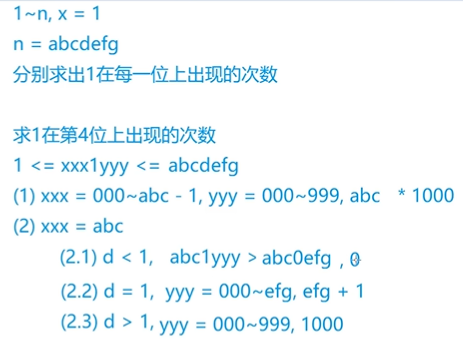 1~n, x = 1
n = abcdefg
分别求出1在每一位上出现的次数
求1在第4位上出现的次数
1 <= xxx1yyy <= abcdefg
(1) xxx = 000~abc - 1, yyy = 000~999, abc * 1000
(2) xxx = abc
(2.1) d < 1, abc1yyy > abc0efg , 0
(2.2) d = 1, yyy = 000~efg, efg + 1
(2.3) d > 1, yyy = 000~999, 1000